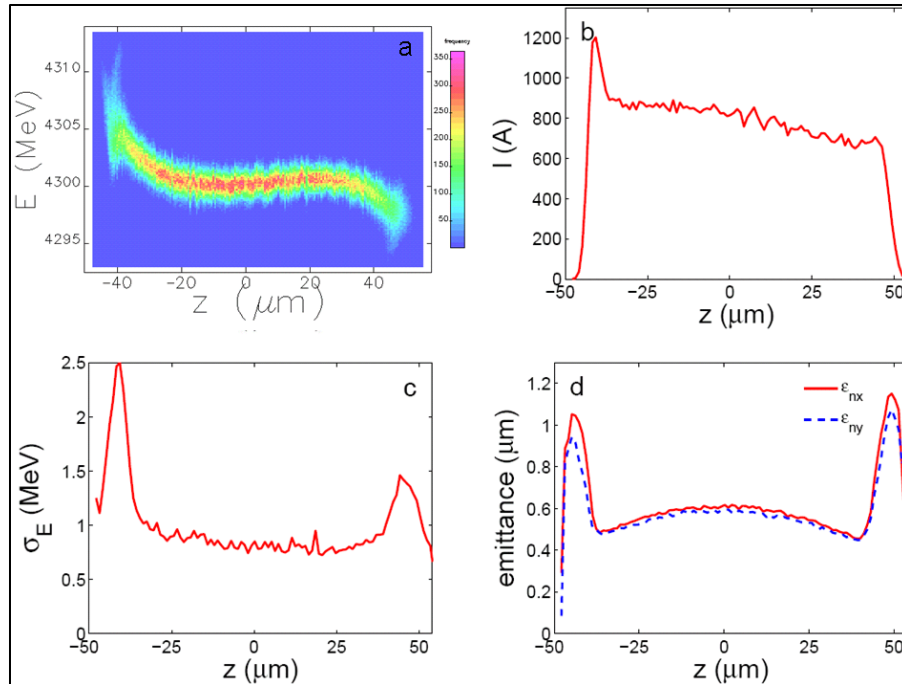 a
frequency
350
300
250
200
150
100
50
4310
4305
4300
4295
E (MeV)
−40 −20 0 20 40
z (μm)
b
1200
1000
800
600
400
200
0
I (A)
−50 −25 0 25 50
z (μm)
c
2.5
2
1.5
1
0.5
0
σE (MeV)
−50 −25 0 25 50
z (μm)
d
εnx
εny
1.2
1
0.8
0.6
0.4
0.2
0
emittance (μm)
−50 −25 0 25 50
z (μm)